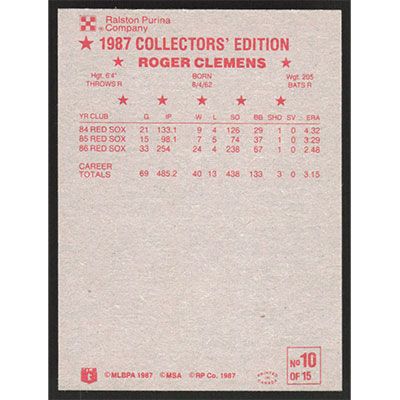 Ralston Purina
Company
★ 1987 COLLECTORS' EDITION
★ ROGER CLEMENS ★
Hgt. 6'4" BORN Wgt. 205
THROWS R 8/4/62 BATS R
★ ★ ★ ★ ★
YR CLUB G IP W L SO BB SHO SV ERA
84 RED SOX 21 133.1 9 4 126 29 1 0 4.32
85 RED SOX 15 98.1 7 5 74 37 1 0 3.29
86 RED SOX 33 254 24 4 238 67 1 0 2.48
CAREER
TOTALS 69 485.2 40 13 438 133 3 0 3.15
©MLBPA 1987 ©MSA ©RP Co. 1987
PRINTED IN CANADA
No 10
OF 15